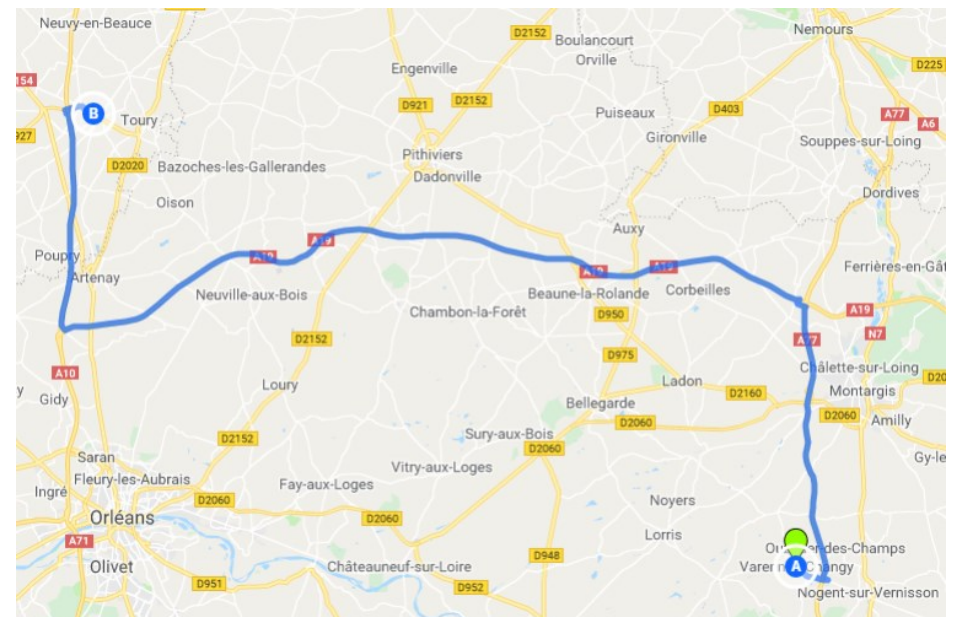 Neuvy-en-Beauce
D2152
Boulancourt
Orville
Nemours
Engenville
D225
154
D921
D2152
Puiseaux
D403
A77
A6
B
Toury
Gironville
Souppes-sur-Loing
927
D2020
Bazoches-les-Gallerandes
Pithiviers
Dadonville
Dordives
Oison
Auxy
Poupry
A19
A19
Artenay
A19
A19
Ferrières-en-Gât
Neuville-aux-Bois
Beaune-la-Rolande
Corbeilles
Chambon-la-Forêt
D950
A19
D2152
A77
N7
D975
A10
Châlette-sur-Loing
y
Gidy
Loury
Ladon
D2160
Montargis
D20
Bellegarde
D2060
D2060
Amilly
D2152
Sury-aux-Bois
D2060
Saran
Gy-le
Fleury-les-Aubrais
Vitry-aux-Loges
Ingré
Fay-aux-Loges
D2060
Noyers
Orléans
D2060
Lorris
A71
er-des-Champs
Olivet
Châteauneuf-sur-Loire
D948
A
D951
D952
Nogent-sur-Vernisson